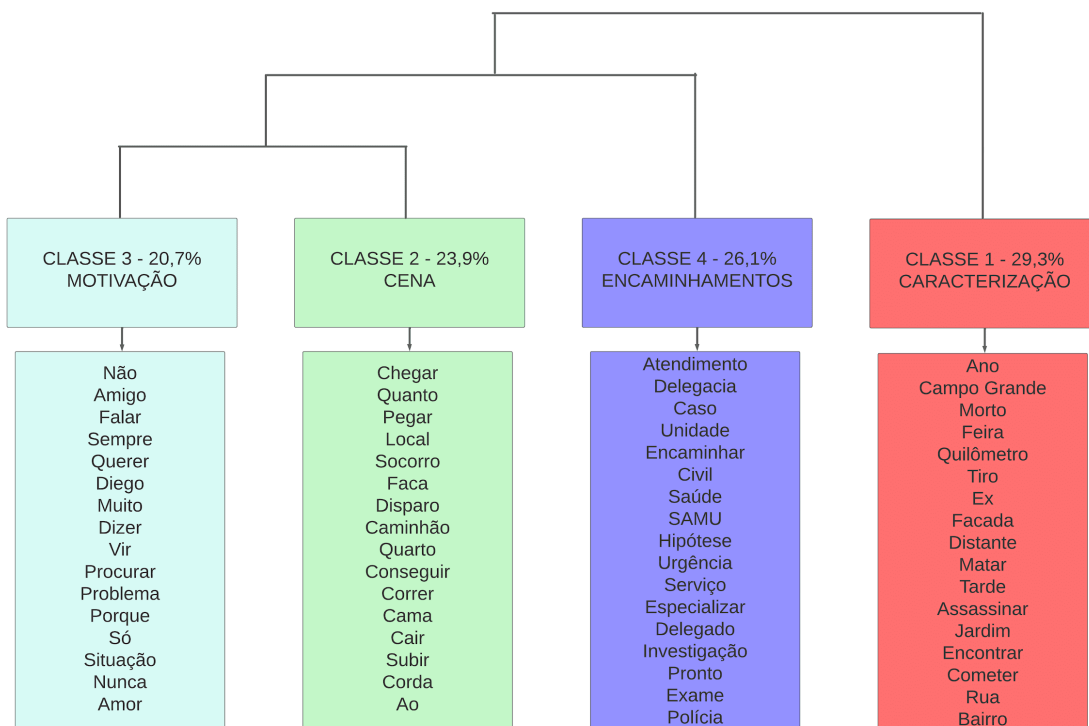 CLASSE 3 - 20,7%
MOTIVAÇÃO
Não
Amigo
Falar
Sempre
Querer
Diego
Muito
Dizer
Vir
Procurar
Problema
Porque
Só
Situação
Nunca
Amor
CLASSE 2 - 23,9%
CENA
Chegar
Quanto
Pegar
Local
Socorro
Faca
Disparo
Caminhão
Quarto
Conseguir
Correr
Cama
Cair
Subir
Corda
Ao
CLASSE 4 - 26,1%
ENCAMINHAMENTOS
Atendimento
Delegacia
Caso
Unidade
Encaminhar
Civil
Saúde
SAMU
Hipótese
Urgência
Serviço
Especializar
Delegado
Investigação
Pronto
Exame
Polícia
CLASSE 1 - 29,3%
CARACTERIZAÇÃO
Ano
Campo Grande
Morto
Feira
Quilômetro
Tiro
Ex
Facada
Distante
Matar
Tarde
Assassinar
Jardim
Encontrar
Cometer
Rua
Bairro